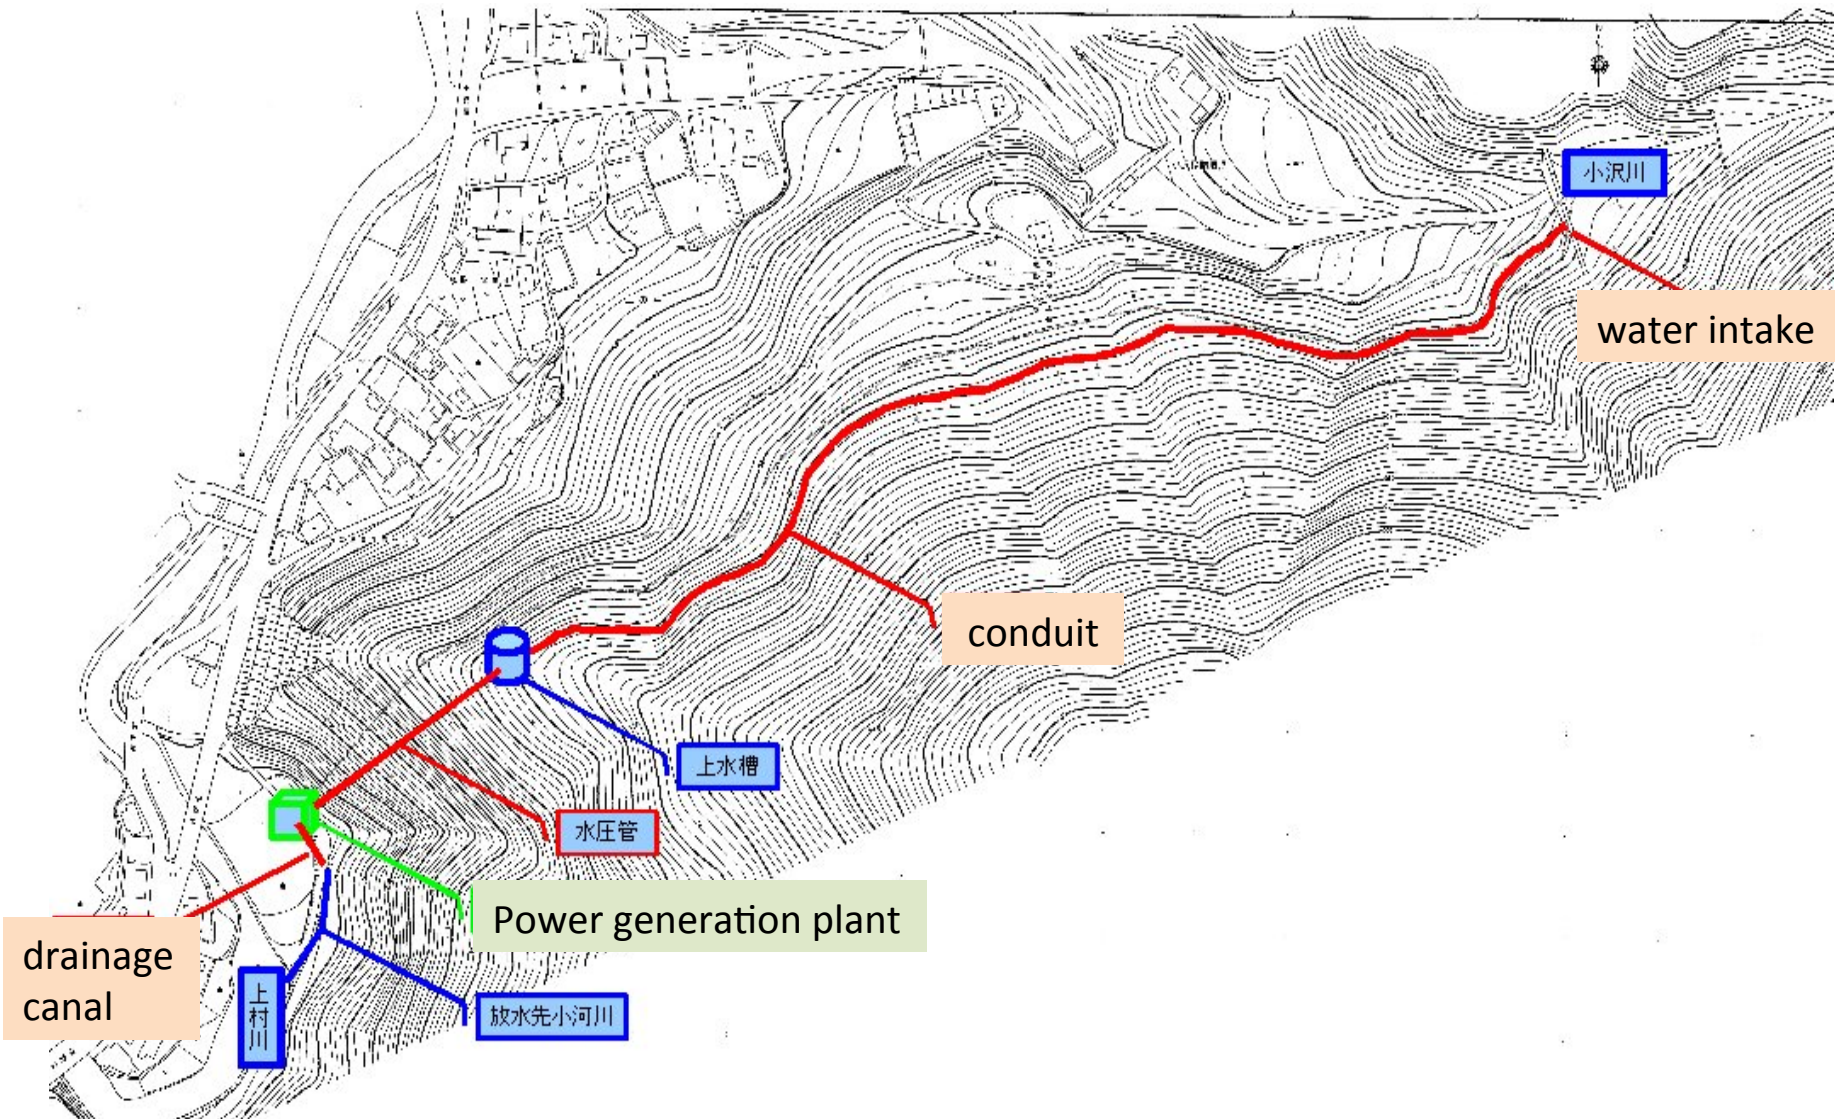 小沢川
water intake
conduit
上水槽
水圧管
Power generation plant
drainage
canal
上村川
放水先小河川